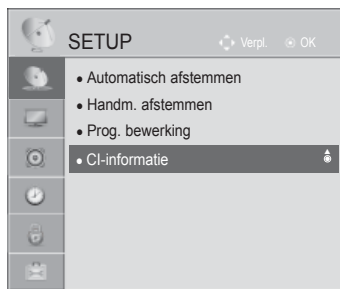 SETUP
Verpl. OK
• Automatisch afstemmen
• Handm. afstemmen
• Prog. bewerking
• CI-informatie